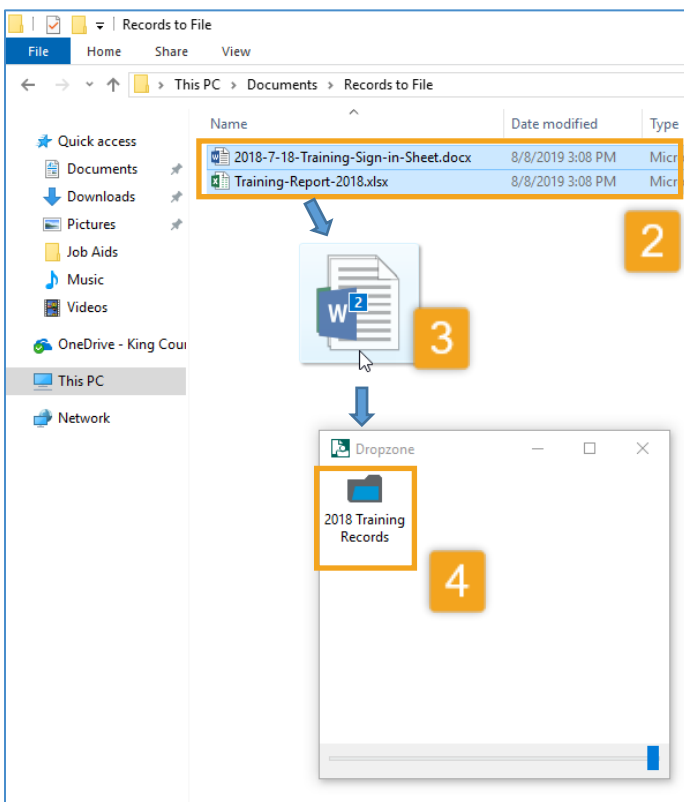 Records to File
File Home Share View
This PC > Documents > Records to File
Name Date modified Type
Quick access
2018-7-18-Training-Sign-in-Sheet.docx 8/8/2019 3:08 PM Micr
Documents
Training-Report-2018.xlsx 8/8/2019 3:08 PM Micr
Downloads
2
Pictures
Job Aids
Music
W 2
3
Videos
OneDrive - King Cour
This PC
Network
Dropzone
2018 Training
Records
4